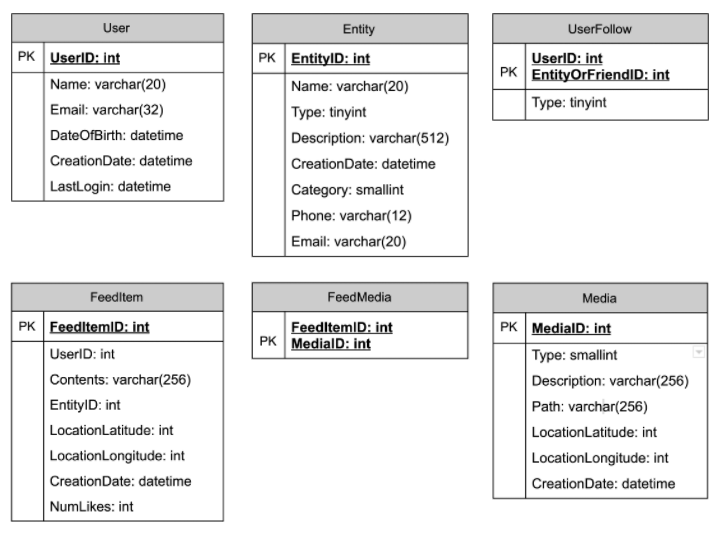 User
PK UserID: int
Name: varchar(20)
Email: varchar(32)
DateOfBirth: datetime
CreationDate: datetime
LastLogin: datetime
Entity
PK EntityID: int
Name: varchar(20)
Type: tinyint
Description: varchar(512)
CreationDate: datetime
Category: smallint
Phone: varchar(12)
Email: varchar(20)
UserFollow
PK UserID: int
EntityOrFriendID: int
Type: tinyint
FeedItem
PK FeedItemID: int
UserID: int
Contents: varchar(256)
EntityID: int
LocationLatitude: int
LocationLongitude: int
CreationDate: datetime
NumLikes: int
FeedMedia
PK FeedItemID: int
MediaID: int
Media
PK MediaID: int
Type: smallint
Description: varchar(256)
Path: varchar(256)
LocationLatitude: int
LocationLongitude: int
CreationDate: datetime